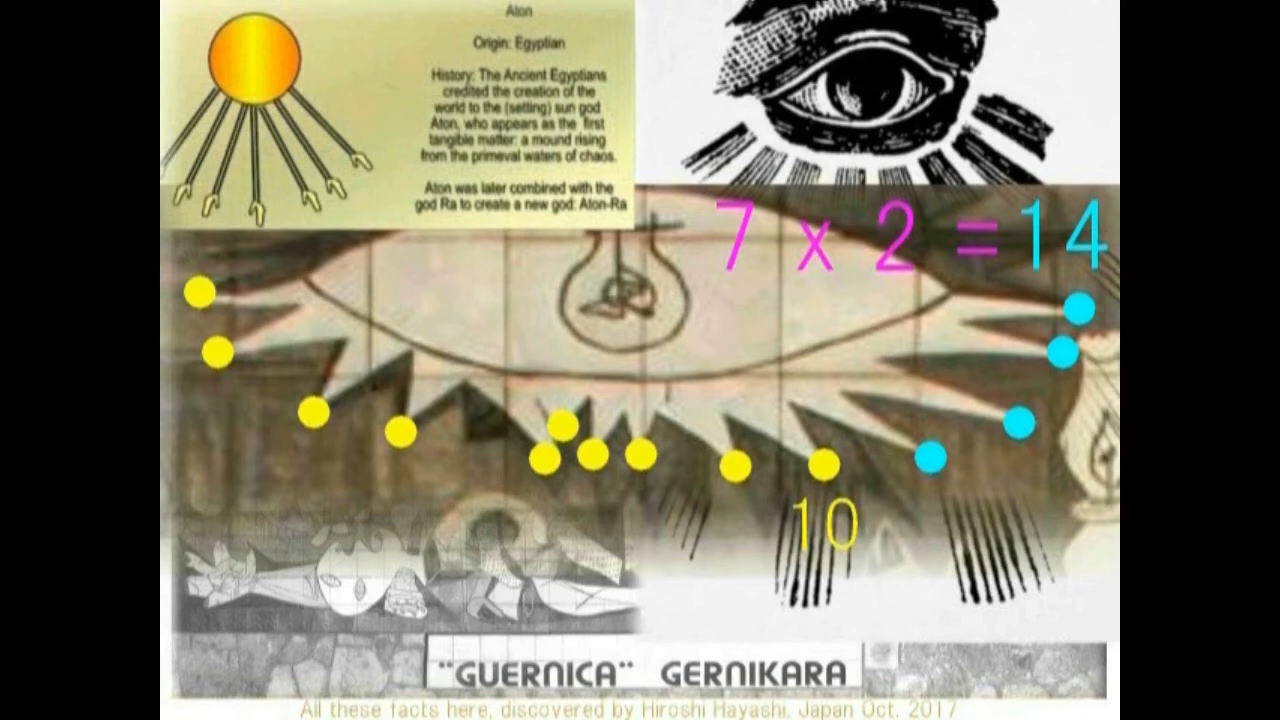 Aton
Origin: Egyptian
History: The Ancient Egyptians
credited the creation of the
world to the (setting) sun god
Aton, who appears as the first
tangible matter: a mound rising
from the primeval waters of chaos.
Aton was later combined with the
god Ra to create a new god: Aton-Ra
7 x 2 = 14
10
"GUERNICA" GERNIKARA
All these facts here, discovered by Hiroshi Hayashi, Japan Oct. 2017